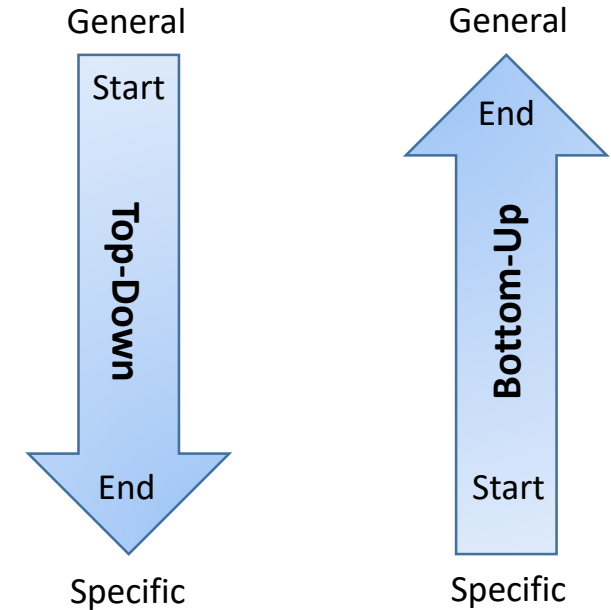 General
Start
Top-Down
End
Specific
General
End
Bottom-Up
Start
Specific